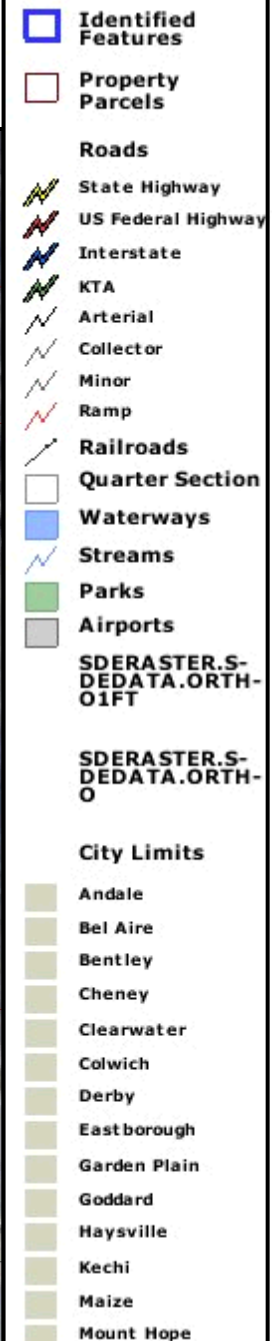 Identified
Features
Property
Parcels
Roads
State Highway
US Federal Highway
Interstate
KTA
Arterial
Collector
Minor
Ramp
Railroads
Quarter Section
Waterways
Streams
Parks
Airports
SDERASTER.S-
DEDATA.ORTH-
O1FT
SDERASTER.S-
DEDATA.ORTH-
O
City Limits
Andale
Bel Aire
Bentley
Cheney
Clearwater
Colwich
Derby
Eastborough
Garden Plain
Goddard
Haysville
Kechi
Maize
Mount Hope